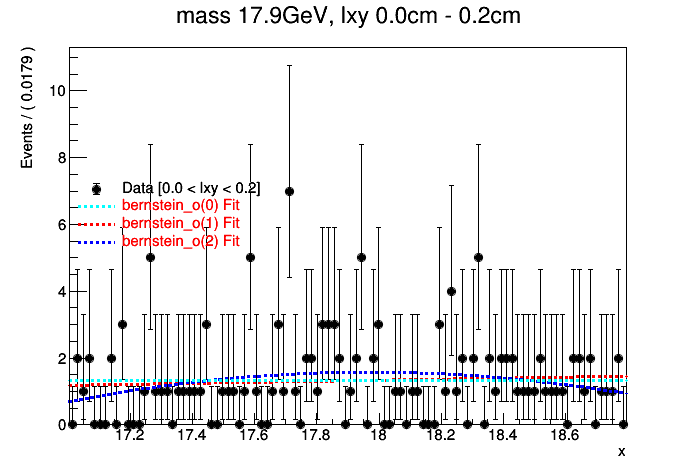 mass 17.9GeV, lxy 0.0cm - 0.2cm
Events / ( 0.0179 )
10
8
6
4
2
0
Data [0.0 < lxy < 0.2]
bernstein_o(0) Fit
bernstein_o(1) Fit
bernstein_o(2) Fit
17.2 17.4 17.6 17.8 18 18.2 18.4 18.6
x